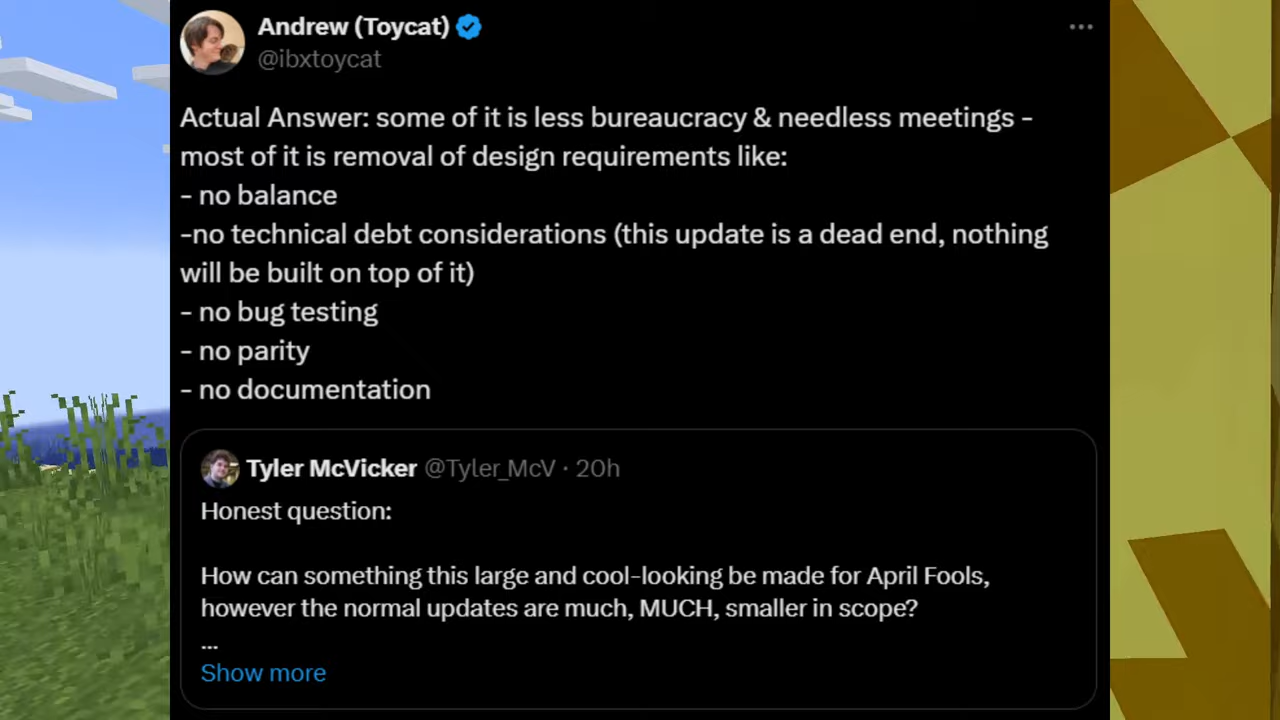 Andrew (Toycat)
@ibxtoycat
Actual Answer: some of it is less bureaucracy & needless meetings -
most of it is removal of design requirements like:
- no balance
-no technical debt considerations (this update is a dead end, nothing
will be built on top of it)
- no bug testing
- no parity
- no documentation
Tyler McVicker @Tyler_McV · 20h
Honest question:
How can something this large and cool-looking be made for April Fools,
however the normal updates are much, MUCH, smaller in scope?
...
Show more